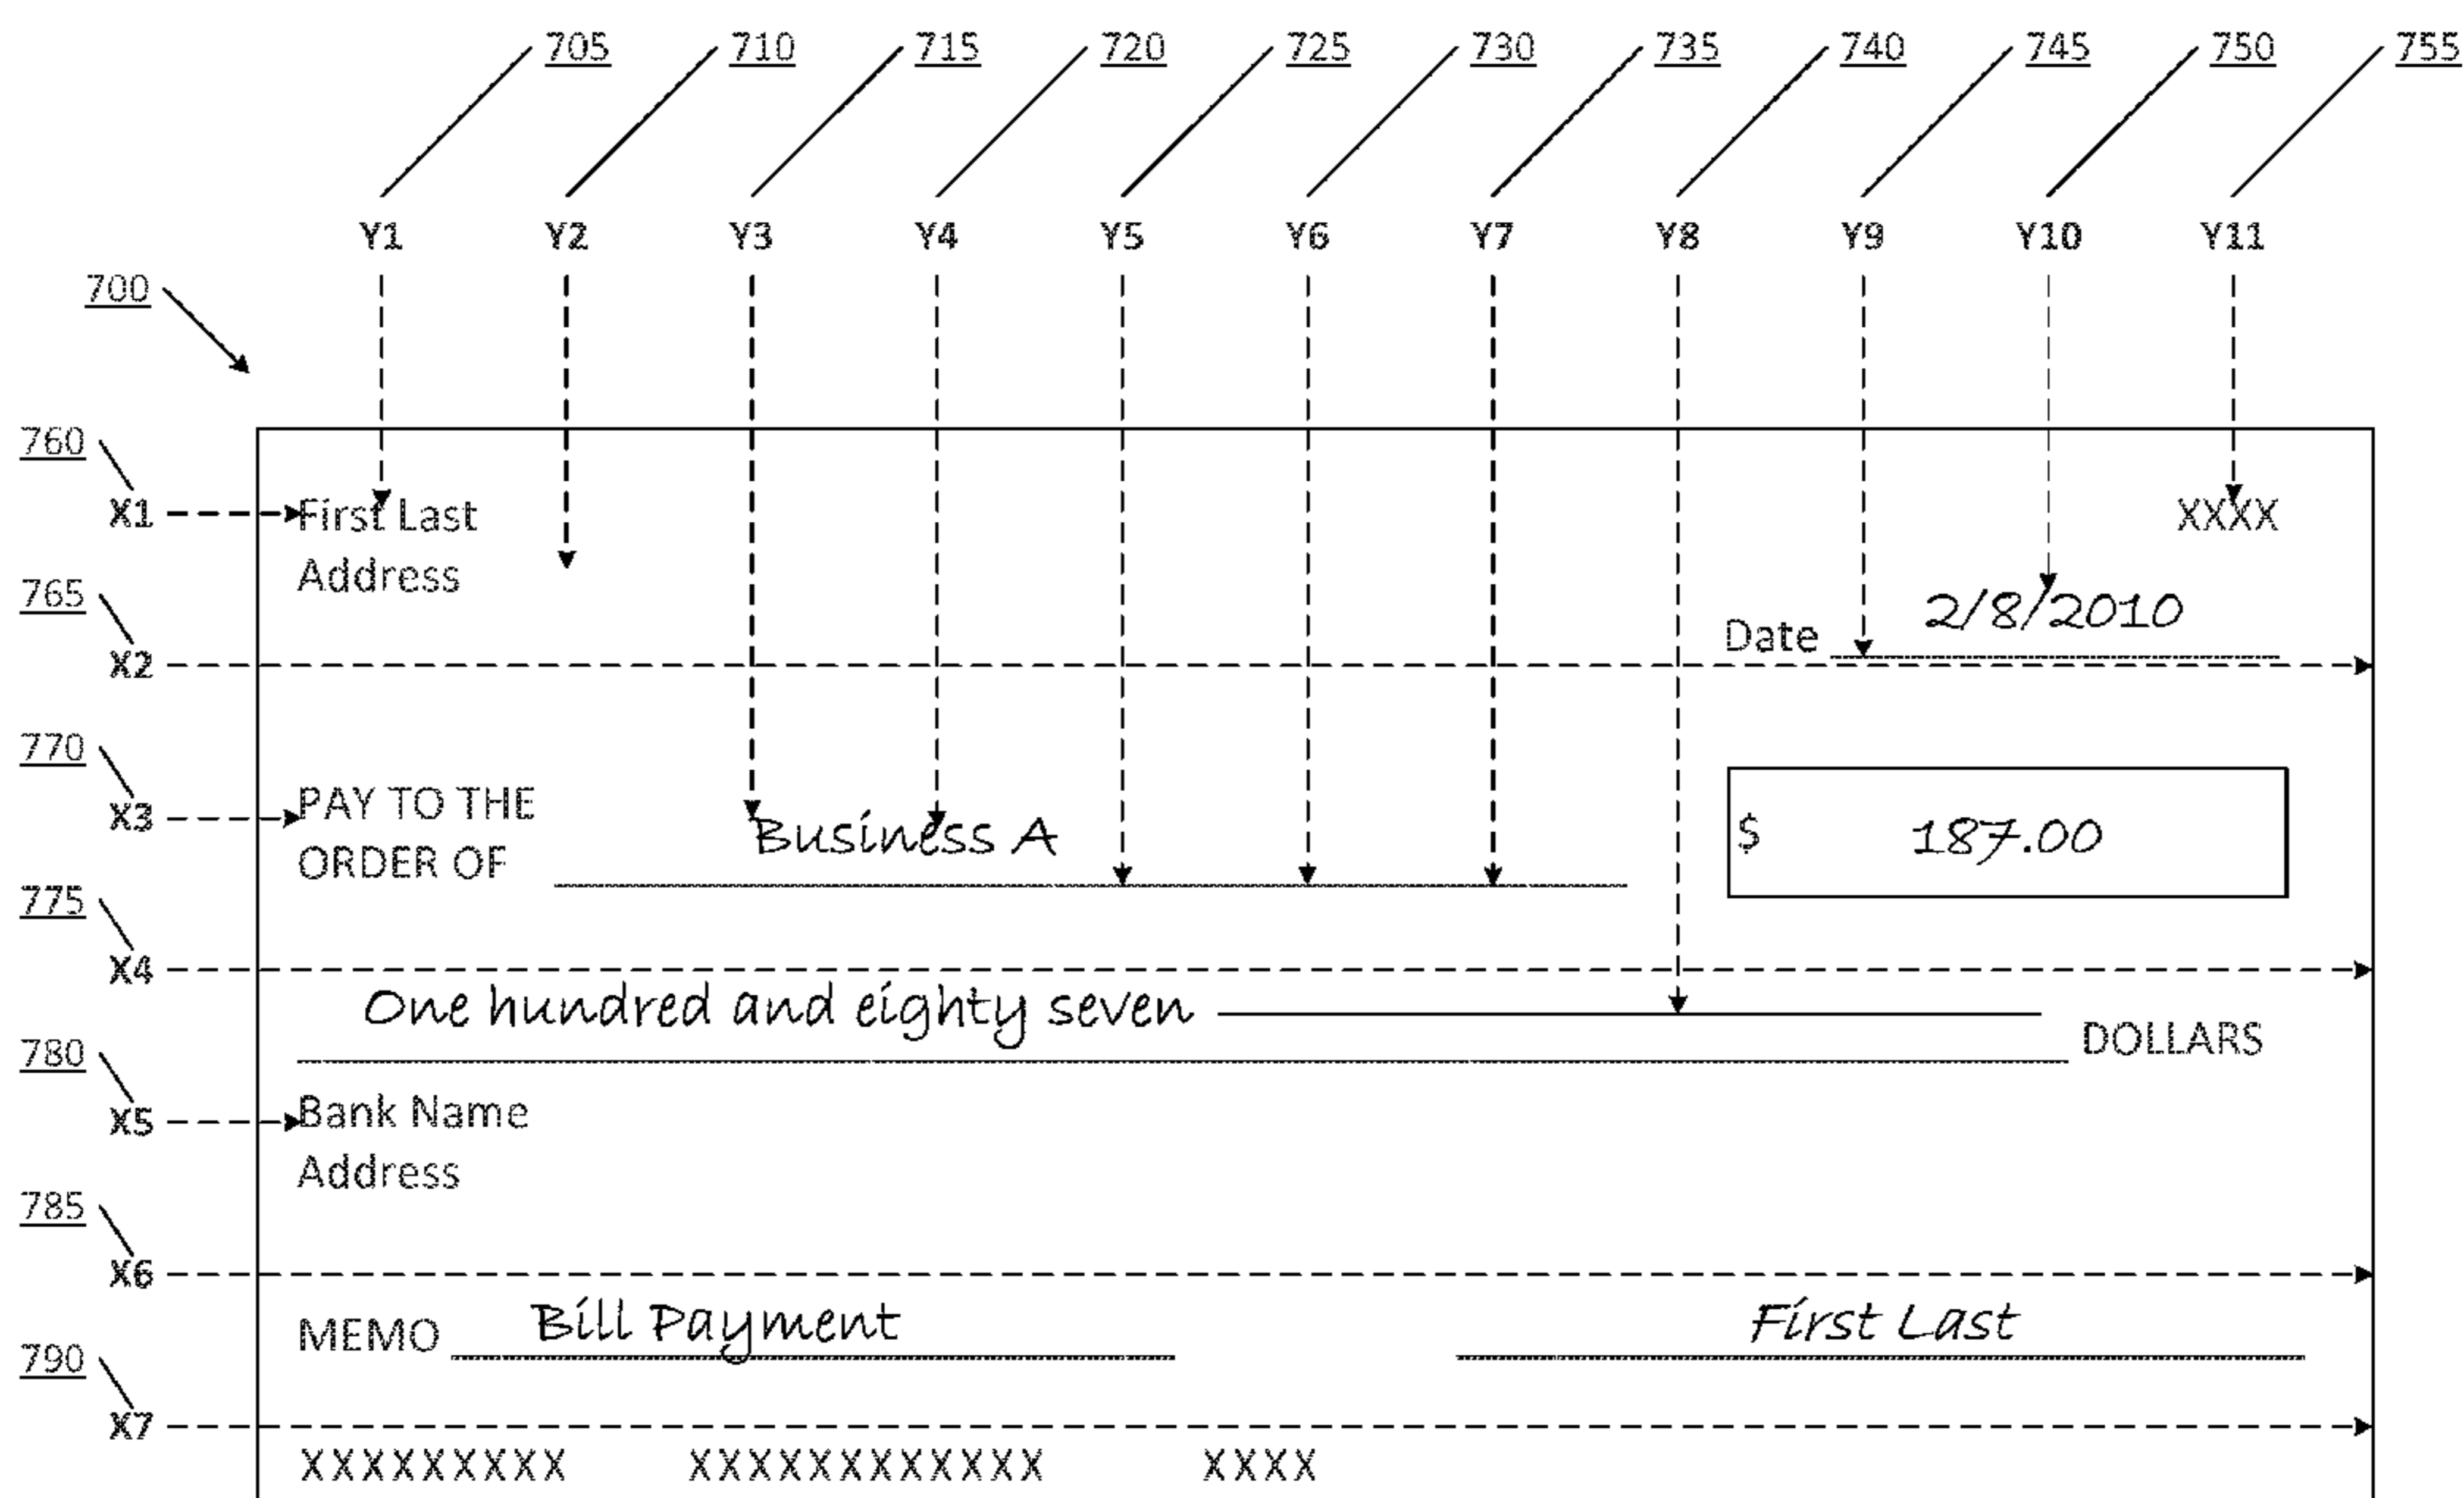 705 710 715 720 725 730 735 740 745 750 755
Y1 Y2 Y3 Y4 Y5 Y6 Y7 Y8 Y9 Y10 Y11
700
760
X1 First Last XXXX
Address
765
2/8/2010
Date
X2
770
PAY TO THE
X3
Business A
$ 187.00
ORDER OF
775
X4
One hundred and eighty seven
DOLLARS
780
Bank Name
X5
Address
785
X6
MEMO Bill Payment First Last
790
X7
XXXXXXXXX XXXXXXXXXXXX XXXX